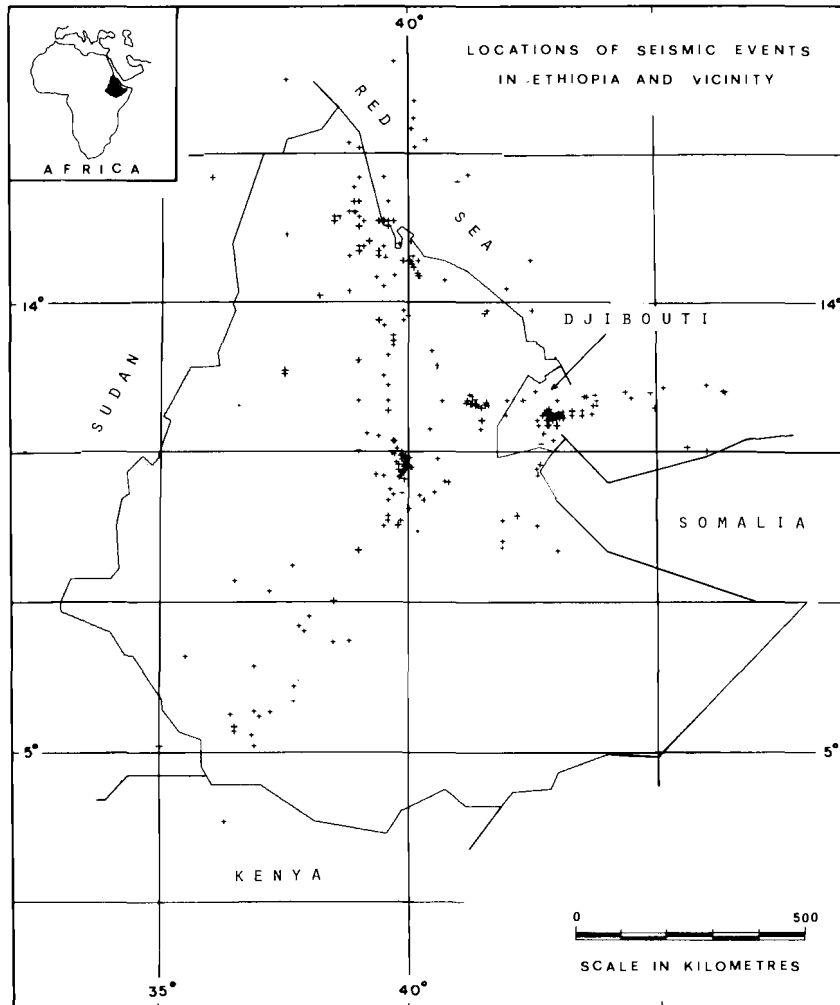 40°
LOCATIONS OF SEISMIC EVENTS
IN ETHIOPIA AND VICINITY
AFRICA
RED
SEA
14°
14°
DJIBOUTI
SUDAN
SOMALIA
5°
5°
KENYA
0 500
SCALE IN KILOMETRES
35°
40°